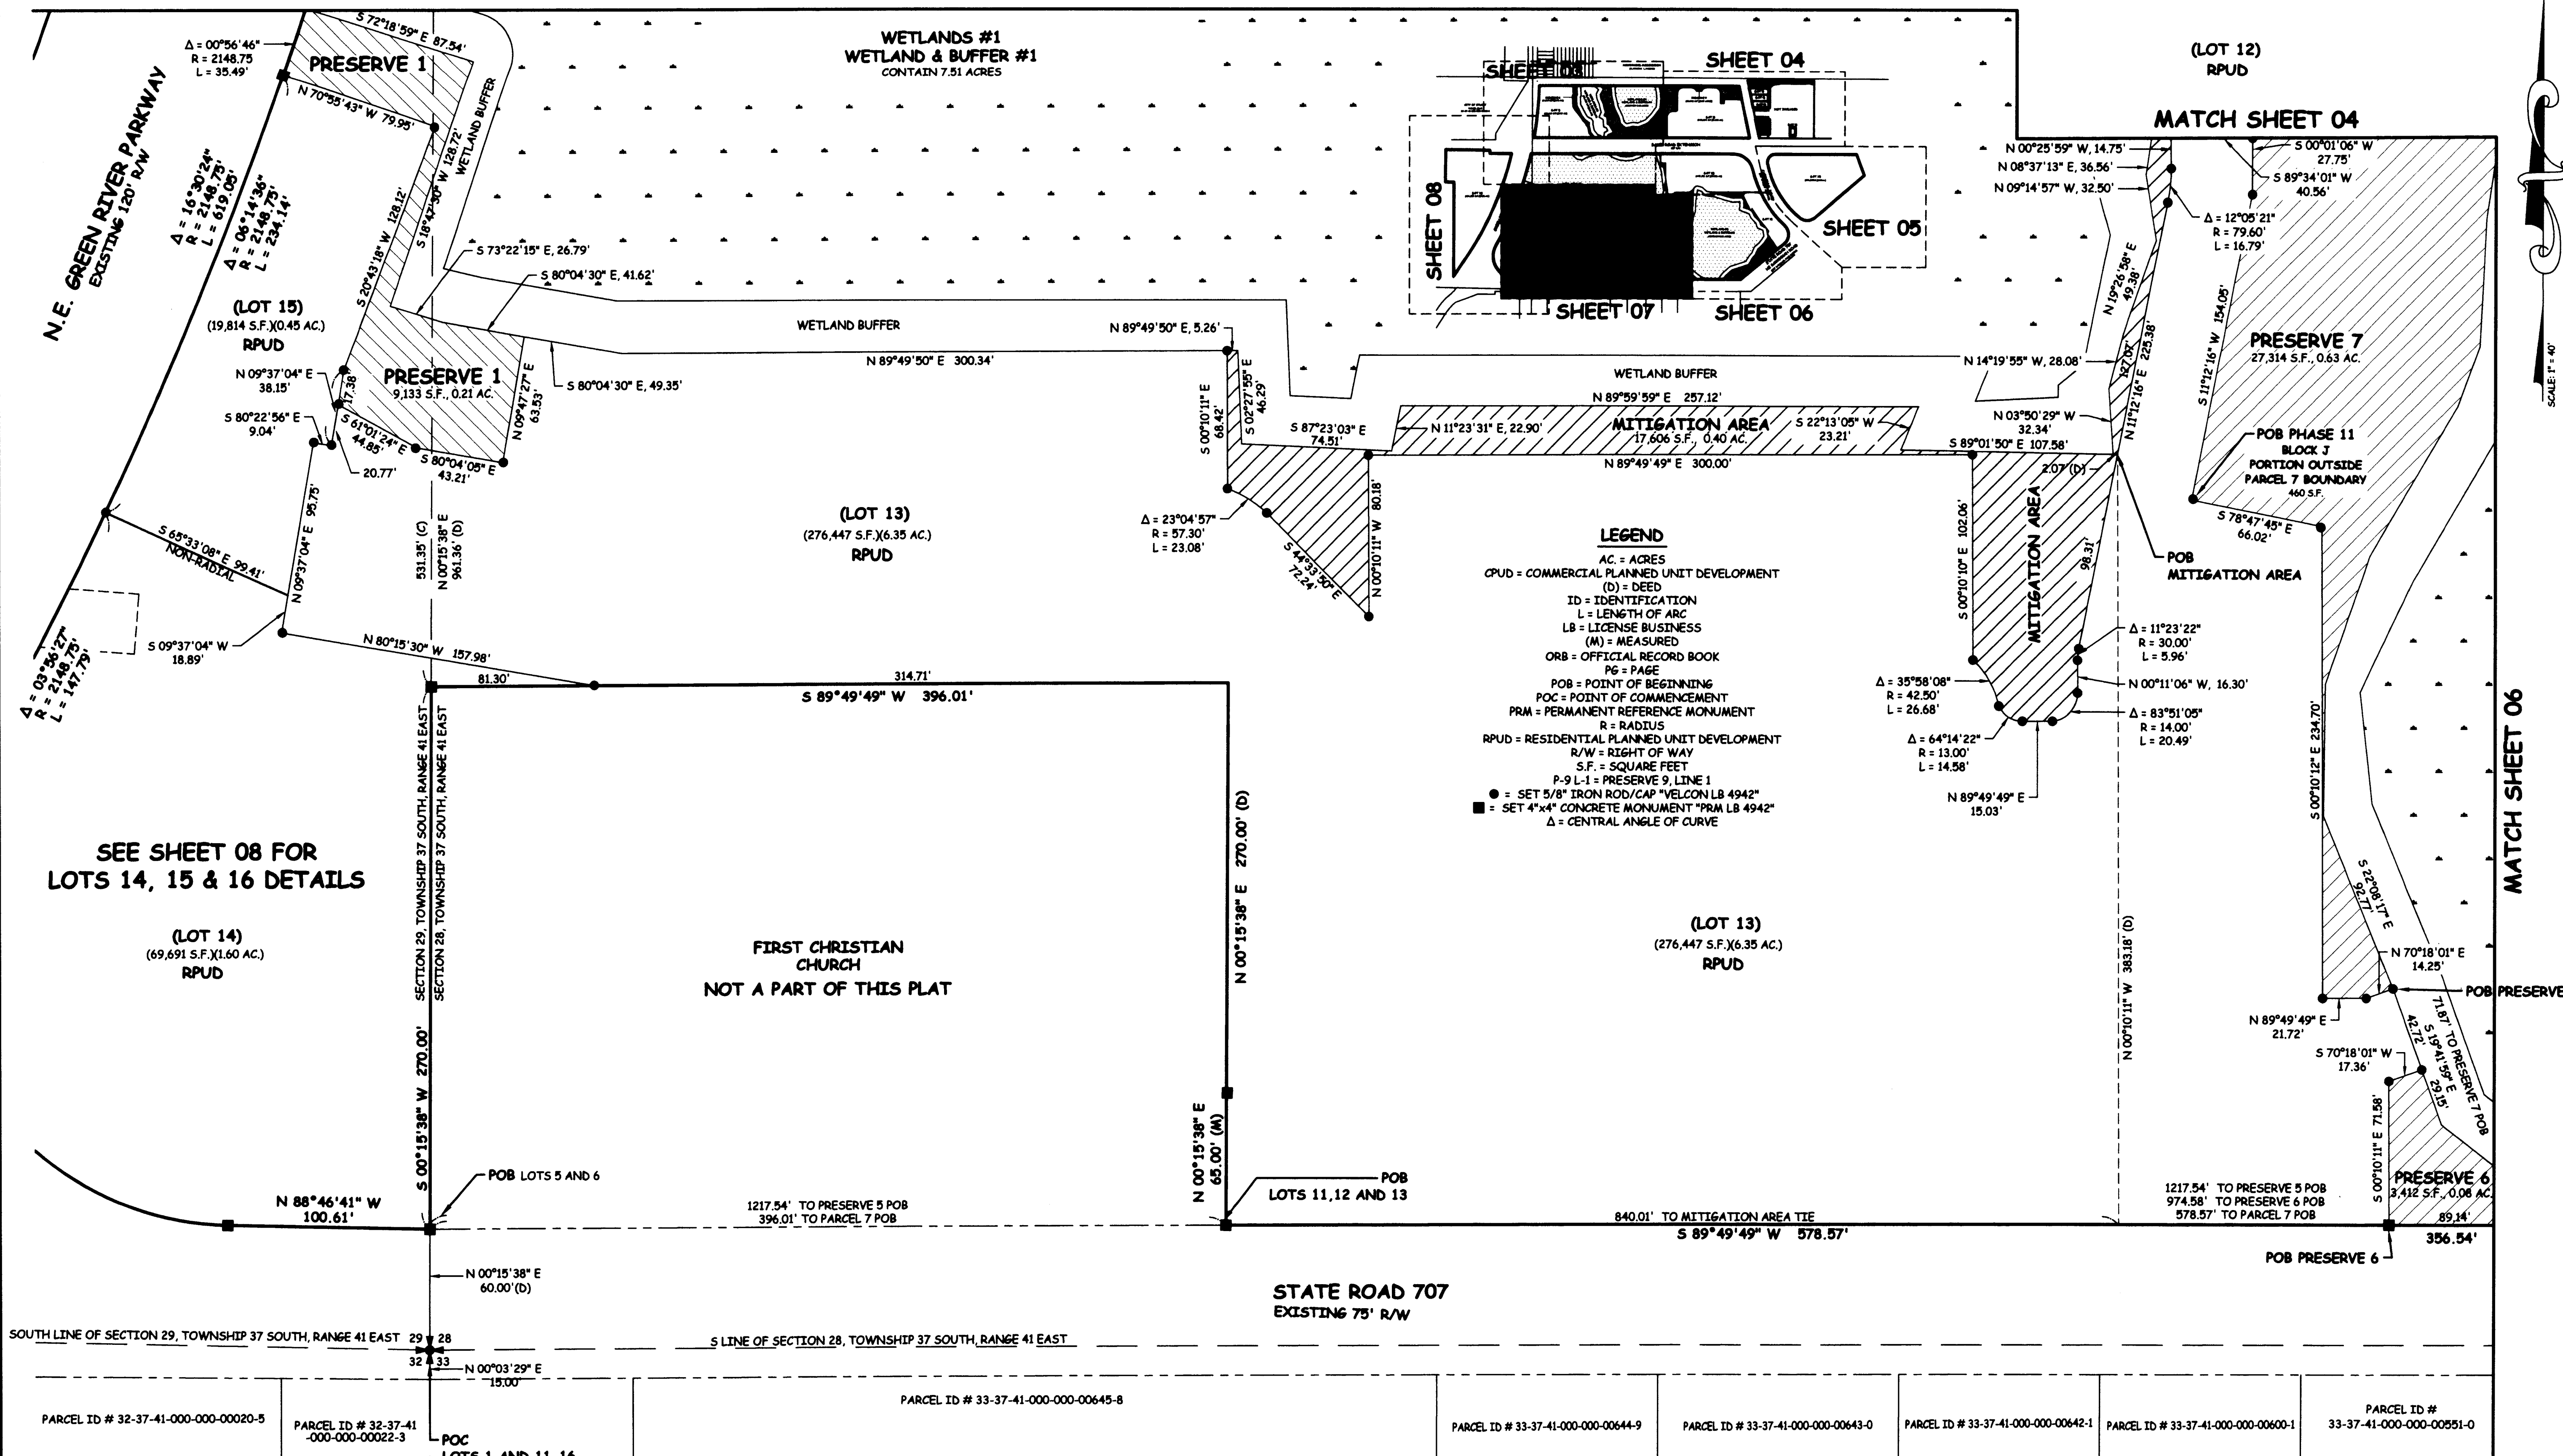 S 72°18'59" E 87.54'
Δ = 00°56'46"
R = 2148.75
L = 35.49'
PRESERVE 1
N 70°55'43" W 79.95'
WETLAND BUFFER
S 18°47'30" W 128.72'
S 20°43'18" W 128.12'
N.E. GREEN RIVER PARKWAY
EXISTING 120' R/W
Δ = 16°30'24"
R = 2148.75'
L = 619.05'
Δ = 06°14'36"
R = 2148.75'
L = 234.14'
WETLANDS #1
WETLAND & BUFFER #1
CONTAIN 7.51 ACRES
SHEET 03
SHEET 04
SHEET 08
SHEET 05
SHEET 07
SHEET 06
(LOT 12)
RPUD
MATCH SHEET 04
N 00°25'59" W, 14.75'
N 08°37'13" E, 36.56'
N 09°14'57" W, 32.50'
S 00°01'06" W
27.75'
S 89°34'01" W
40.56'
Δ = 12°05'21"
R = 79.60'
L = 16.79'
N 19°26'58" E
49.38'
S 11°12'16" W 154.05'
PRESERVE 7
27,314 S.F., 0.63 AC.
SCALE: 1" = 40'
S 73°22'15" E, 26.79'
S 80°04'30" E, 41.62'
(LOT 15)
(19,814 S.F.)(0.45 AC.)
RPUD
WETLAND BUFFER
N 89°49'50" E, 5.26'
N 89°49'50" E 300.34'
S 80°04'30" E, 49.35'
N 09°37'04" E
38.15'
17.38'
PRESERVE 1
9,133 S.F., 0.21 AC.
N 09°47'27" E
63.53'
S 80°22'56" E
9.04'
S 61°01'24" E
44.85'
20.77'
S 80°04'05" E
43.21'
S 00°10'11" E
68.42'
S 02°27'55" E
46.29'
S 87°23'03" E
74.51'
WETLAND BUFFER
N 89°59'59" E 257.12'
N 11°23'31" E, 22.90'
MITIGATION AREA
17,606 S.F., 0.40 AC.
S 22°13'05" W
23.21'
N 14°19'55" W, 28.08'
127.07'
N 11°12'16" E 225.38'
N 03°50'29" W
32.34'
S 89°01'50" E 107.58'
N 89°49'49" E 300.00'
2.07'(D)
POB PHASE 11
BLOCK J
PORTION OUTSIDE
PARCEL 7 BOUNDARY
460 S.F.
S 78°47'45" E
66.02'
N 09°37'04" E 95.75'
S 65°33'08" E 99.41'
NON-RADIAL
531.35' (C)
N 00°15'38" E
961.36' (D)
(LOT 13)
(276,447 S.F.)(6.35 AC.)
RPUD
Δ = 23°04'57"
R = 57.30'
L = 23.08'
S 44°33'50" E
72.24'
N 00°10'11" W 80.18'
LEGEND
AC. = ACRES
CPUD = COMMERCIAL PLANNED UNIT DEVELOPMENT
(D) = DEED
ID = IDENTIFICATION
L = LENGTH OF ARC
LB = LICENSE BUSINESS
(M) = MEASURED
ORB = OFFICIAL RECORD BOOK
PG = PAGE
POB = POINT OF BEGINNING
POC = POINT OF COMMENCEMENT
PRM = PERMANENT REFERENCE MONUMENT
R = RADIUS
RPUD = RESIDENTIAL PLANNED UNIT DEVELOPMENT
R/W = RIGHT OF WAY
S.F. = SQUARE FEET
P-9 L-1 = PRESERVE 9, LINE 1
● = SET 5/8" IRON ROD/CAP "VELCON LB 4942"
■ = SET 4"x4" CONCRETE MONUMENT "PRM LB 4942"
Δ = CENTRAL ANGLE OF CURVE
S 00°10'10" E 102.06'
MITIGATION AREA
98.31'
POB
MITIGATION AREA
Δ = 11°23'22"
R = 30.00'
L = 5.96'
N 00°11'06" W, 16.30'
Δ = 83°51'05"
R = 14.00'
L = 20.49'
Δ = 35°58'08"
R = 42.50'
L = 26.68'
Δ = 64°14'22"
R = 13.00'
L = 14.58'
N 89°49'49" E
15.03'
S 00°10'12" E 234.70'
MATCH SHEET 06
Δ = 03°56'27"
R = 2148.75'
L = 147.79'
S 09°37'04" W
18.89'
N 80°15'30" W 157.98'
81.30'
314.71'
S 89°49'49" W 396.01'
SECTION 29, TOWNSHIP 37 SOUTH, RANGE 41 EAST
SECTION 28, TOWNSHIP 37 SOUTH, RANGE 41 EAST
N 00°15'38" E 270.00' (D)
SEE SHEET 08 FOR
LOTS 14, 15 & 16 DETAILS
(LOT 14)
(69,691 S.F.)(1.60 AC.)
RPUD
FIRST CHRISTIAN
CHURCH
NOT A PART OF THIS PLAT
(LOT 13)
(276,447 S.F.)(6.35 AC.)
RPUD
N 00°10'11" W 383.18' (D)
S 22°08'17" E
92.77'
N 70°18'01" E
14.25'
POB PRESERVE
N 89°49'49" E
21.72'
71.87' TO PRESERVE 7 POB
S 19°41'59" E
42.72'
29.15'
S 70°18'01" W
17.36'
S 00°10'11" E 71.58'
S 00°15'38" W 270.00'
N 00°15'38" E
65.00' (M)
POB LOTS 5 AND 6
POB
LOTS 11,12 AND 13
PRESERVE 6
3,412 S.F., 0.08 AC.
N 88°46'41" W
100.61'
1217.54' TO PRESERVE 5 POB
396.01' TO PARCEL 7 POB
1217.54' TO PRESERVE 5 POB
974.58' TO PRESERVE 6 POB
578.57' TO PARCEL 7 POB
840.01' TO MITIGATION AREA TIE
S 89°49'49" W 578.57'
89.14'
356.54'
POB PRESERVE 6
N 00°15'38" E
60.00'(D)
STATE ROAD 707
EXISTING 75' R/W
SOUTH LINE OF SECTION 29, TOWNSHIP 37 SOUTH, RANGE 41 EAST
29 28
32 33
S LINE OF SECTION 28, TOWNSHIP 37 SOUTH, RANGE 41 EAST
N 00°03'29" E
15.00'
PARCEL ID # 32-37-41-000-000-00020-5
PARCEL ID # 32-37-41
-000-000-00022-3
POC
LOTS 1 AND 11-16
PARCEL ID # 33-37-41-000-000-00645-8
PARCEL ID # 33-37-41-000-000-00644-9
PARCEL ID # 33-37-41-000-000-00643-0
PARCEL ID # 33-37-41-000-000-00642-1
PARCEL ID # 33-37-41-000-000-00600-1
PARCEL ID #
33-37-41-000-000-00551-0